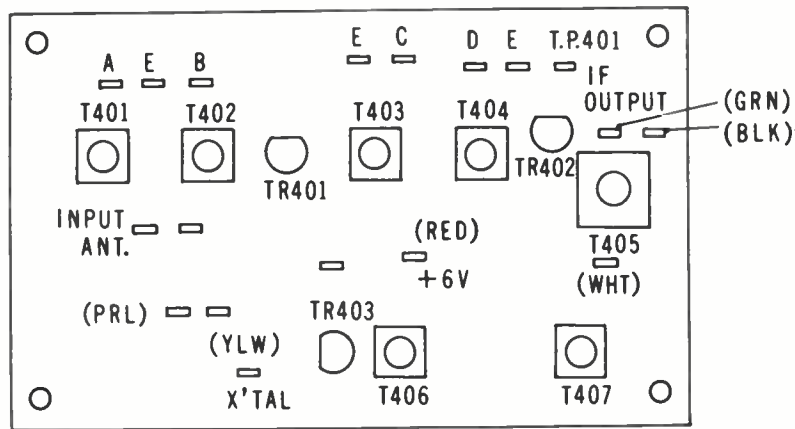 A E B E C D E T.P.401
IF
OUTPUT
(GRN)
(BLK)
T401 T402 T403 T404
TR401 TR402
INPUT
ANT.
(RED)
+6V
T405
(WHT)
(PRL)
(YLW)
X'TAL
TR403
T406 T407